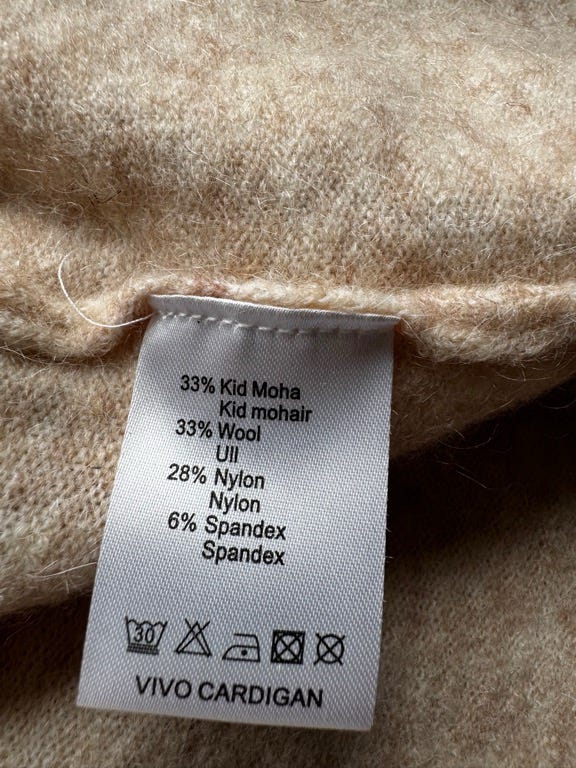 33% Kid Moha
Kid mohair
33% Wool
Ull
28% Nylon
Nylon
6% Spandex
Spandex
30
VIVO CARDIGAN